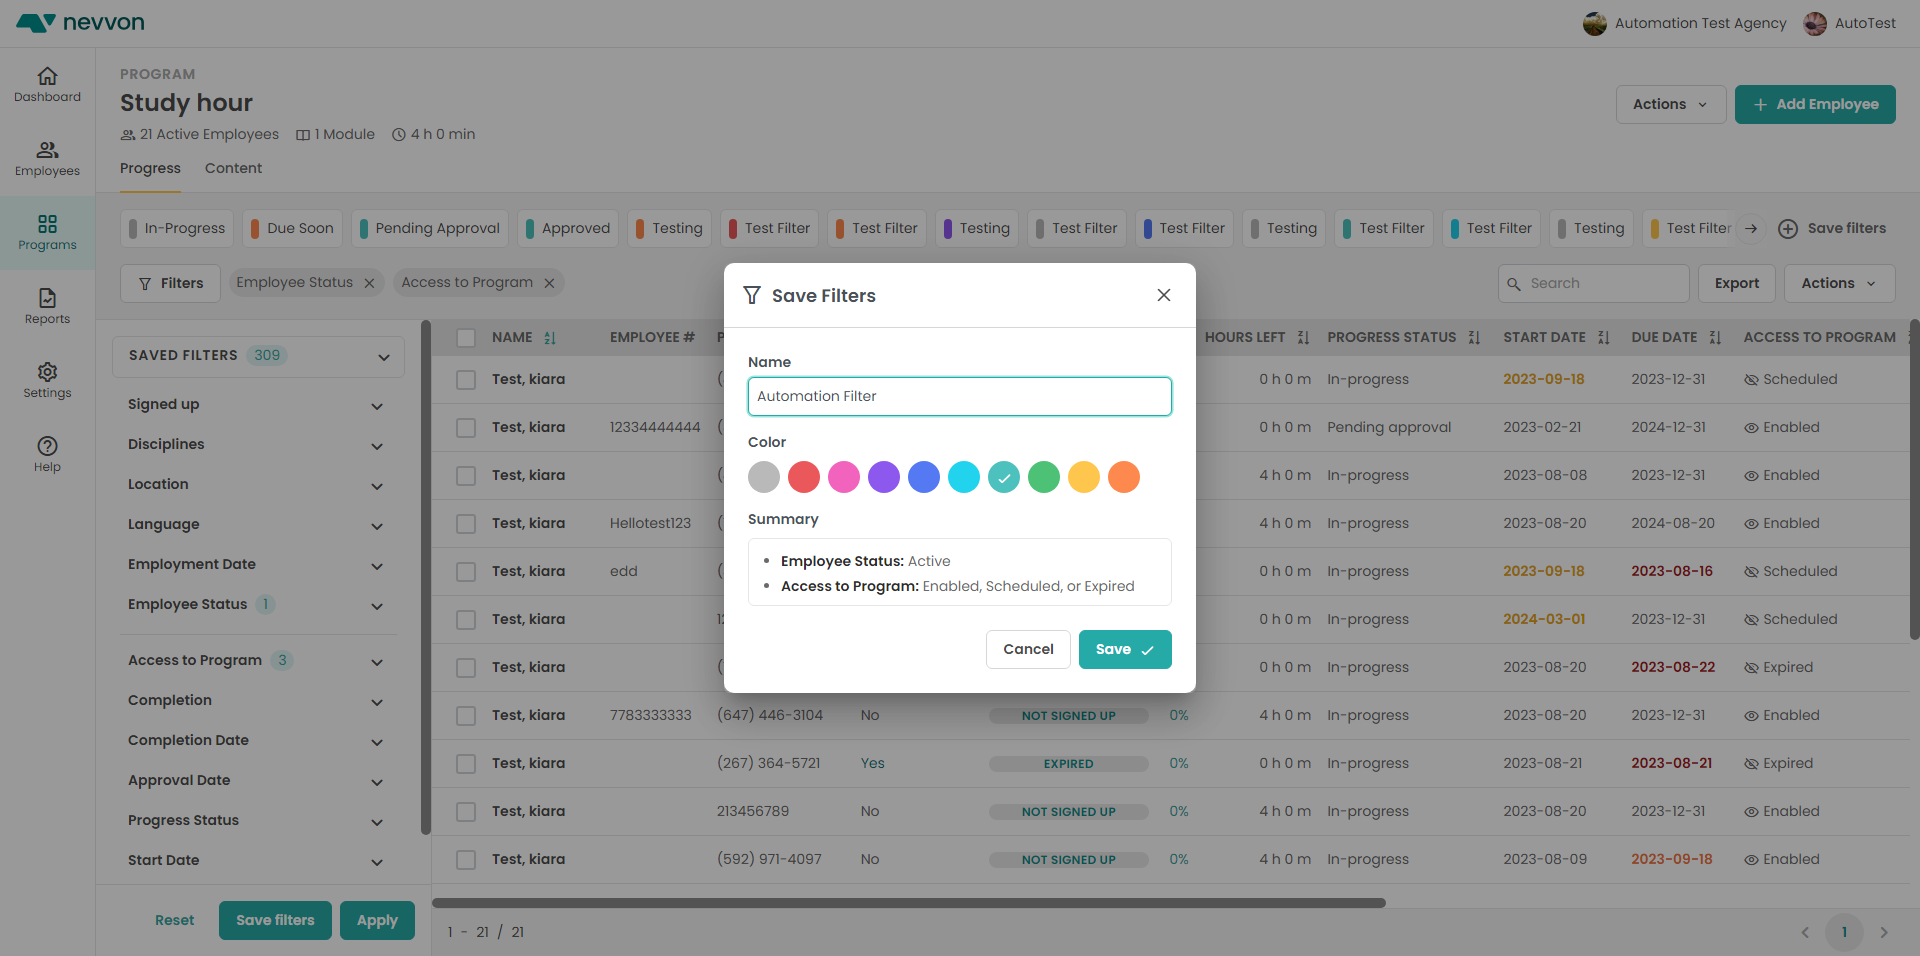 nevvon
Automation Test Agency
AutoTest
Dashboard
Employees
Programs
Reports
Settings
Help
PROGRAM
Study hour
21 Active Employees 1 Module 4 h 0 min
Actions
Add Employee
Progress Content
In-Progress Due Soon Pending Approval Approved Testing Test Filter Test Filter Testing Test Filter Test Filter Testing Test Filter Test Filter Testing Test Filter Save filters
Filters Employee Status Access to Program
Search Export Actions
SAVED FILTERS 309
Signed up
Disciplines
Location
Language
Employment Date
Employee Status 1
Access to Program 3
Completion
Completion Date
Approval Date
Progress Status
Start Date
Reset Save filters Apply
NAME EMPLOYEE # P HOURS LEFT PROGRESS STATUS START DATE DUE DATE ACCESS TO PROGRAM
Test, kiara ( 0 h 0 m In-progress 2023-09-18 2023-12-31 Scheduled
Test, kiara 12334444444 ( 0 h 0 m Pending approval 2023-02-21 2024-12-31 Enabled
Test, kiara ( 4 h 0 m In-progress 2023-08-08 2023-12-31 Enabled
Test, kiara Hellotest123 ( 4 h 0 m In-progress 2023-08-20 2024-08-20 Enabled
Test, kiara edd ( 0 h 0 m In-progress 2023-09-18 2023-08-16 Scheduled
Test, kiara 12 0 h 0 m In-progress 2024-03-01 2023-12-31 Scheduled
Test, kiara ( 0 h 0 m In-progress 2023-08-20 2023-08-22 Expired
Test, kiara 7783333333 (647) 446-3104 No NOT SIGNED UP 0% 4 h 0 m In-progress 2023-08-20 2023-12-31 Enabled
Test, kiara (267) 364-5721 Yes EXPIRED 0% 0 h 0 m In-progress 2023-08-21 2023-08-21 Expired
Test, kiara 213456789 No NOT SIGNED UP 0% 4 h 0 m In-progress 2023-08-20 2023-12-31 Enabled
Test, kiara (592) 971-4097 No NOT SIGNED UP 0% 4 h 0 m In-progress 2023-08-09 2023-09-18 Enabled
1 - 21 / 21
1
Save Filters
Name
Automation Filter
Color
Summary
Employee Status: Active
Access to Program: Enabled, Scheduled, or Expired
Cancel Save